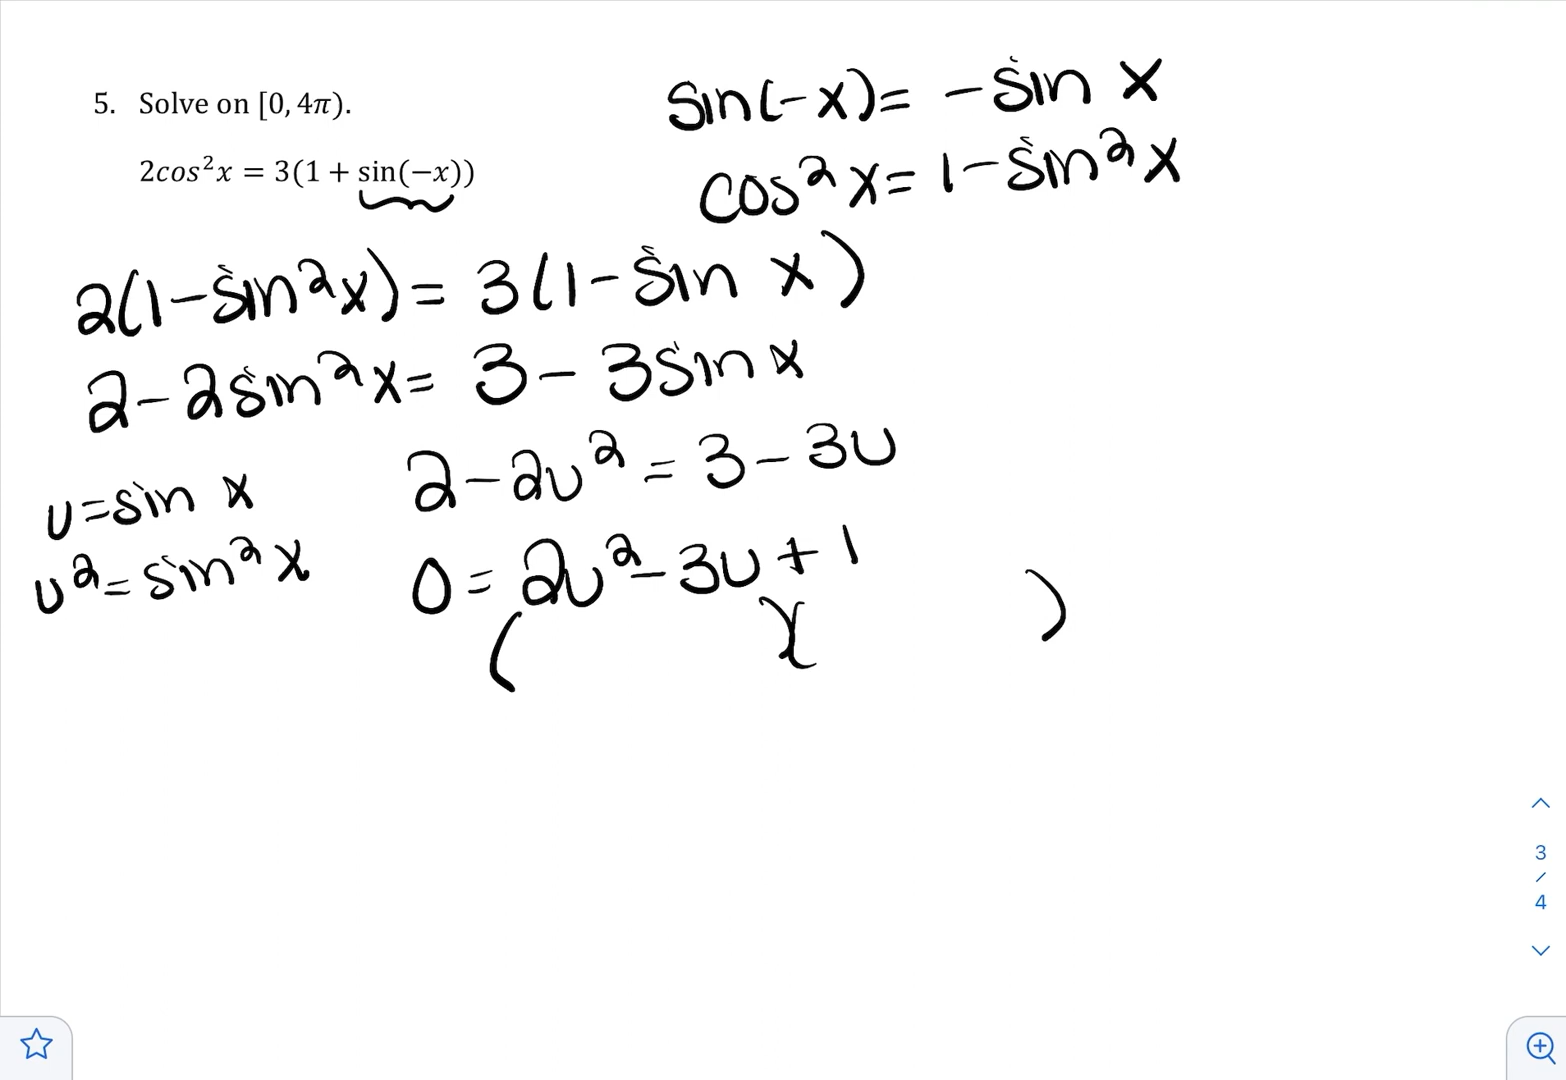 5. Solve on [0, 4π).
2cos²x = 3(1 + sin(−x))
sin(-x) = -sin x
cos²x = 1 - sin²x
2(1-sin²x) = 3(1-sin x)
2-2sin²x = 3-3sin x
u = sin x
u² = sin²x
2-2u² = 3-3u
0 = 2u²-3u+1
( )( )
3
/
4